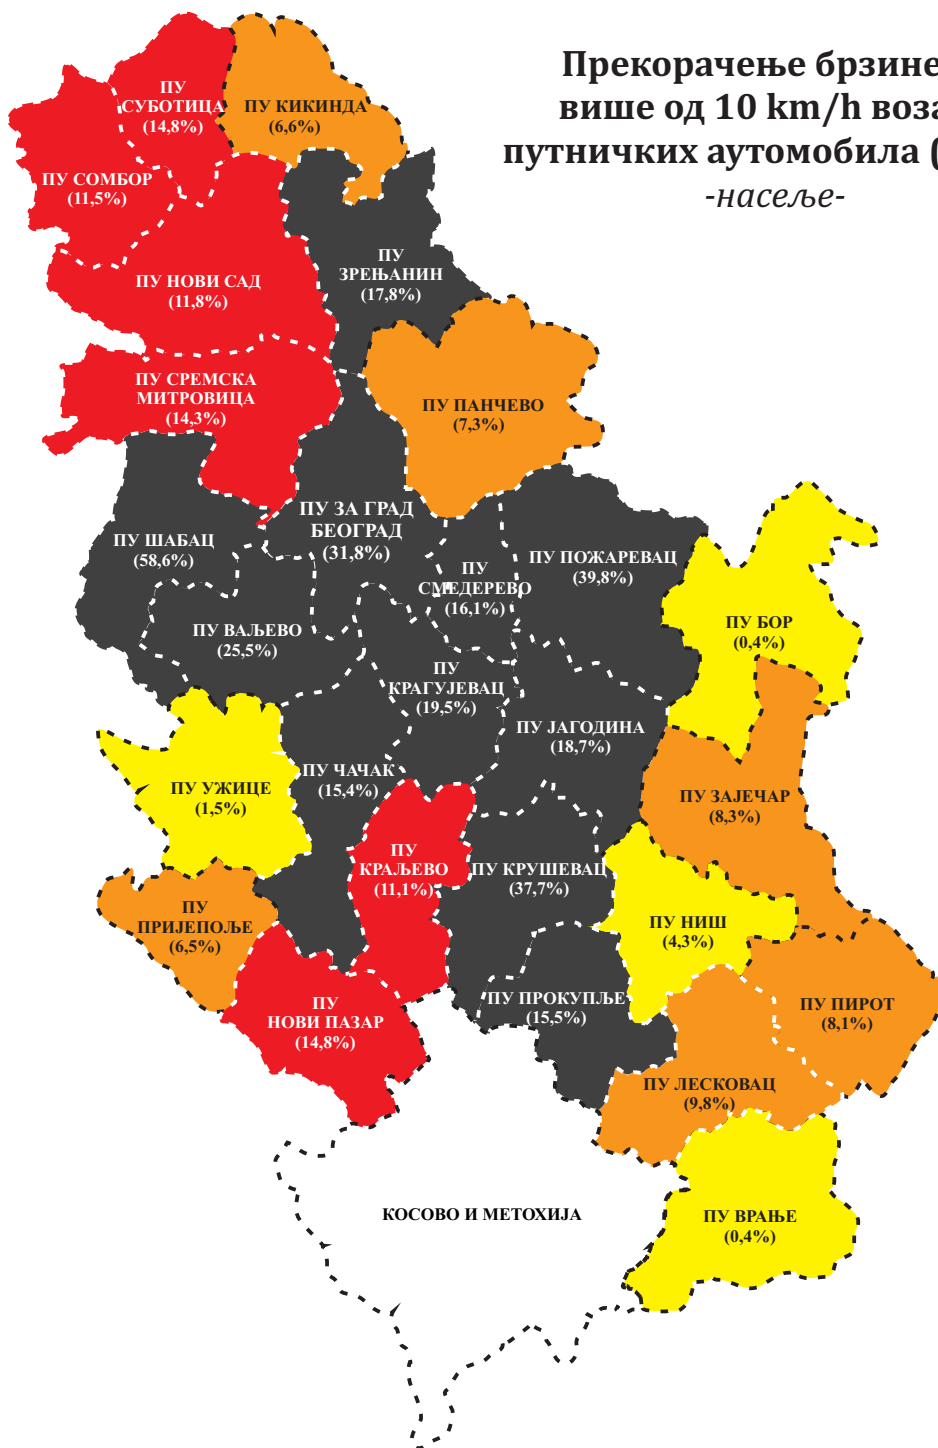 Прекорачење брзине
више од 10 km/h воза
путничких аутомобила (
-насеље-
ПУ
СУБОТИЦА
(14,8%)
ПУ КИКИНДА
(6,6%)
ПУ СОМБОР
(11,5%)
ПУ НОВИ САД
(11,8%)
ПУ
ЗРЕЊАНИН
(17,8%)
ПУ СРЕМСКА
МИТРОВИЦА
(14,3%)
ПУ ПАНЧЕВО
(7,3%)
ПУ ЗА ГРАД
БЕОГРАД
(31,8%)
ПУ ШАБАЦ
(58,6%)
ПУ
СМЕДЕРЕВО
(16,1%)
ПУ ПОЖАРЕВАЦ
(39,8%)
ПУ ВАЉЕВО
(25,5%)
ПУ БОР
(0,4%)
ПУ
КРАГУЈЕВАЦ
(19,5%)
ПУ ЈАГОДИНА
(18,7%)
ПУ УЖИЦЕ
(1,5%)
ПУ ЧАЧАК
(15,4%)
ПУ ЗАЈЕЧАР
(8,3%)
ПУ
КРАЉЕВО
(11,1%)
ПУ КРУШЕВАЦ
(37,7%)
ПУ
ПРИЈЕПОЉЕ
(6,5%)
ПУ НИШ
(4,3%)
ПУ
НОВИ ПАЗАР
(14,8%)
ПУ ПРОКУПЉЕ
(15,5%)
ПУ ПИРОТ
(8,1%)
ПУ ЛЕСКОВАЦ
(9,8%)
КОСОВО И МЕТОХИЈА
ПУ ВРАЊЕ
(0,4%)